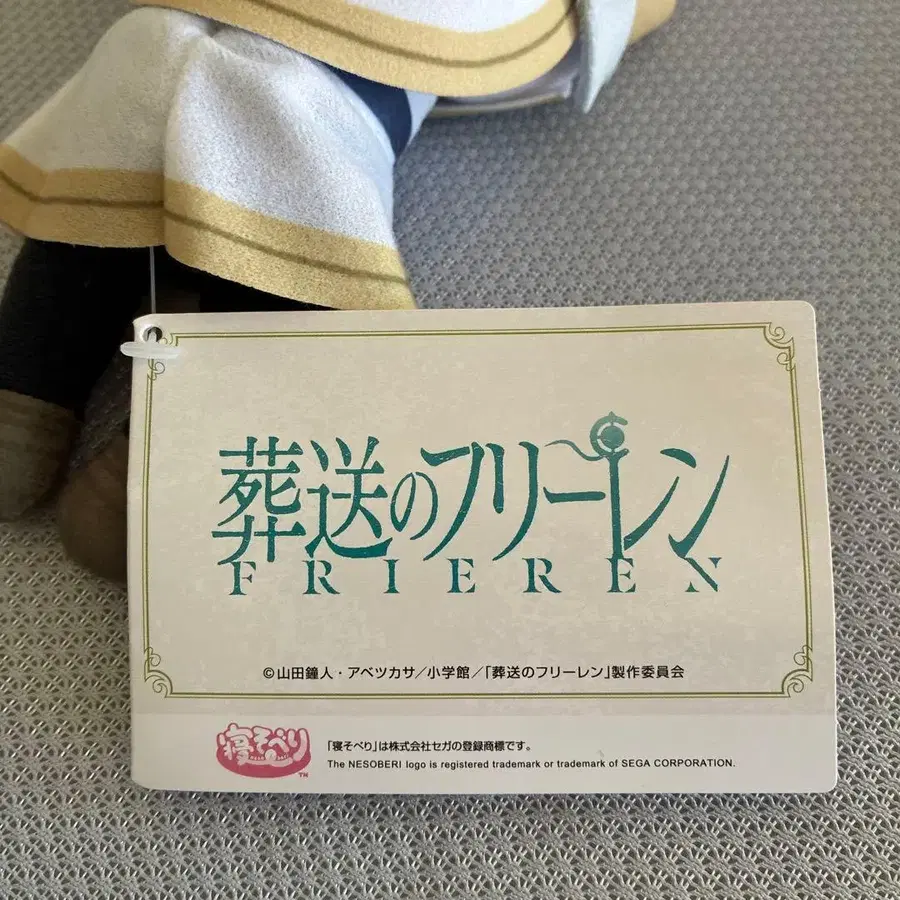 葬送のフリーレン
FRIEREN
©山田鐘人・アベツカサ/小学館/「葬送のフリーレン」製作委員会
寝そべり
TM
「寝そべり」は株式会社セガの登録商標です。
The NESOBERI logo is registered trademark or trademark of SEGA CORPORATION.